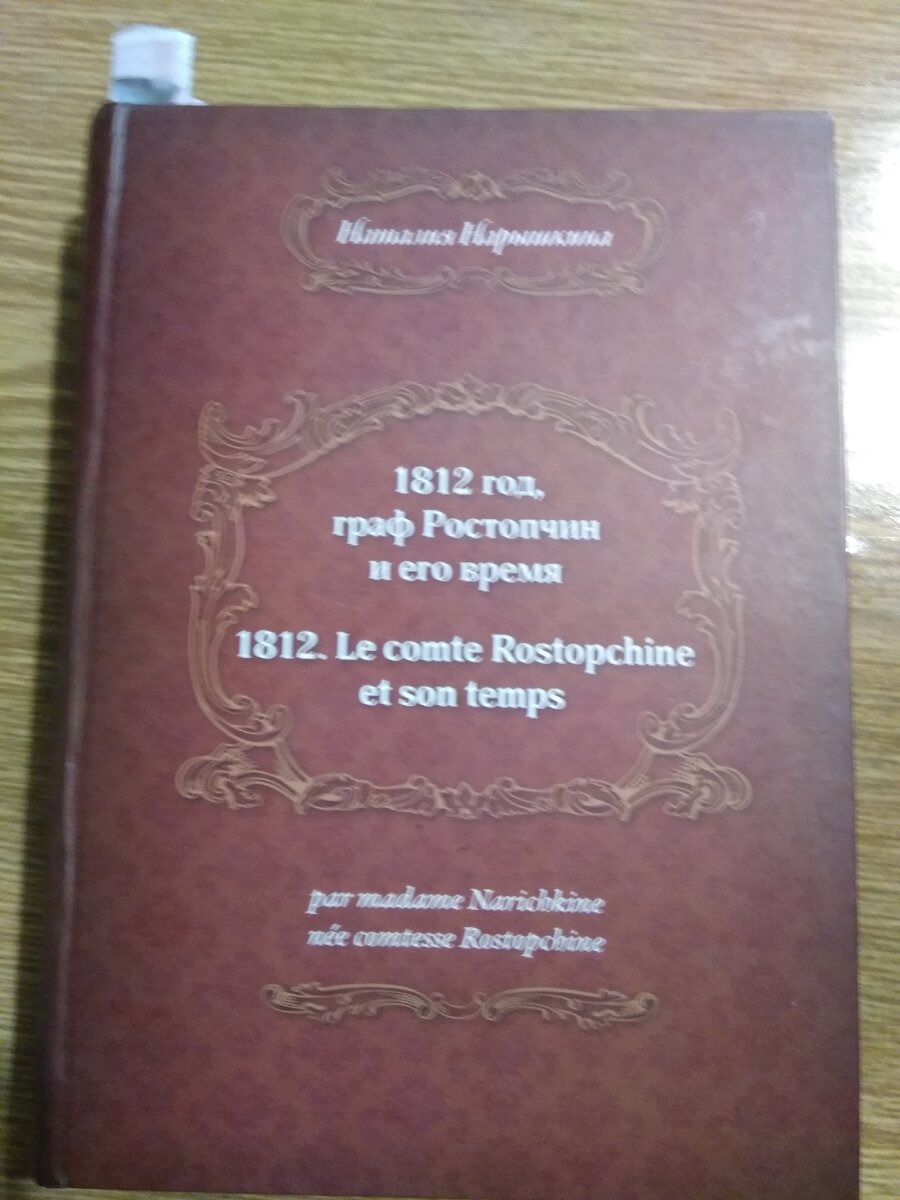 Наталия Нарышкина
1812 год,
граф Ростопчин
и его время
1812. Le comte Rostopchine
et son temps
par madame Narichkine
née comtesse Rostopchine